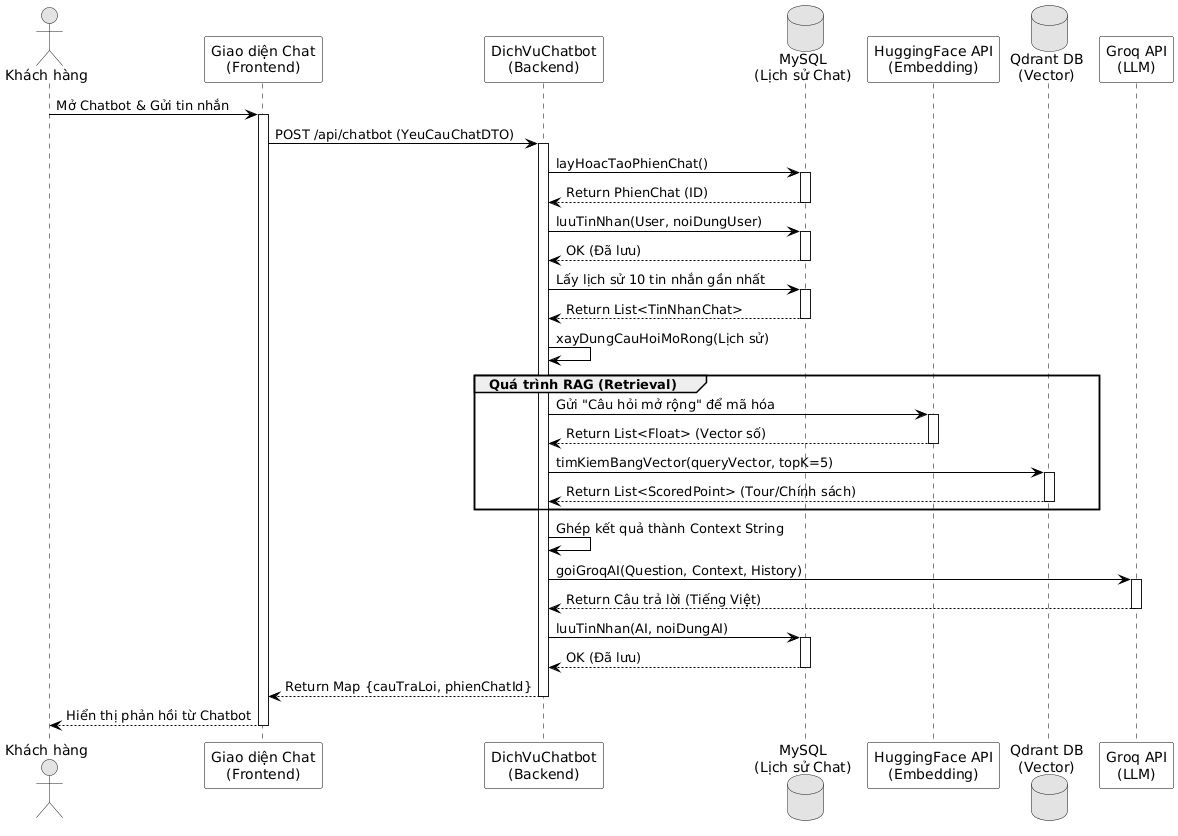 Khách hàng
Giao diện Chat
(Frontend)
DichVuChatbot
(Backend)
MySQL
(Lịch sử Chat)
HuggingFace API
(Embedding)
Qdrant DB
(Vector)
Groq API
(LLM)
Mở Chatbot & Gửi tin nhắn
POST /api/chatbot (YeuCauChatDTO)
layHoacTaoPhienChat()
Return PhienChat (ID)
luuTinNhan(User, noiDungUser)
OK (Đã lưu)
Lấy lịch sử 10 tin nhắn gần nhất
Return List<TinNhanChat>
xayDungCauHoiMoRong(Lịch sử)
Quá trình RAG (Retrieval)
Gửi "Câu hỏi mở rộng" để mã hóa
Return List<Float> (Vector số)
timKiemBangVector(queryVector, topK=5)
Return List<ScoredPoint> (Tour/Chính sách)
Ghép kết quả thành Context String
goiGroqAI(Question, Context, History)
Return Câu trả lời (Tiếng Việt)
luuTinNhan(AI, noiDungAI)
OK (Đã lưu)
Return Map {cauTraLoi, phienChatId}
Hiển thị phản hồi từ Chatbot
Khách hàng
Giao diện Chat
(Frontend)
DichVuChatbot
(Backend)
MySQL
(Lịch sử Chat)
HuggingFace API
(Embedding)
Qdrant DB
(Vector)
Groq API
(LLM)